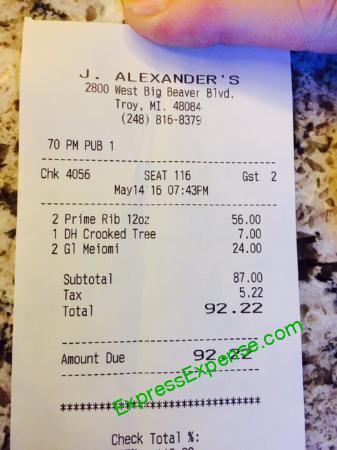 J. ALEXANDER'S
2800 West Big Beaver Blvd.
Troy, MI. 48084
(248) 816-8379
70 PM PUB 1
Chk 4056 SEAT 116 Gst 2
May14'16 07:43PM
2 Prime Rib 12oz 56.00
1 DH Crooked Tree 7.00
2 Gl Meiomi 24.00
Subtotal 87.00
Tax 5.22
Total 92.22
Amount Due 92.22
ExpressExpense.com
*******************************
Check Total %: